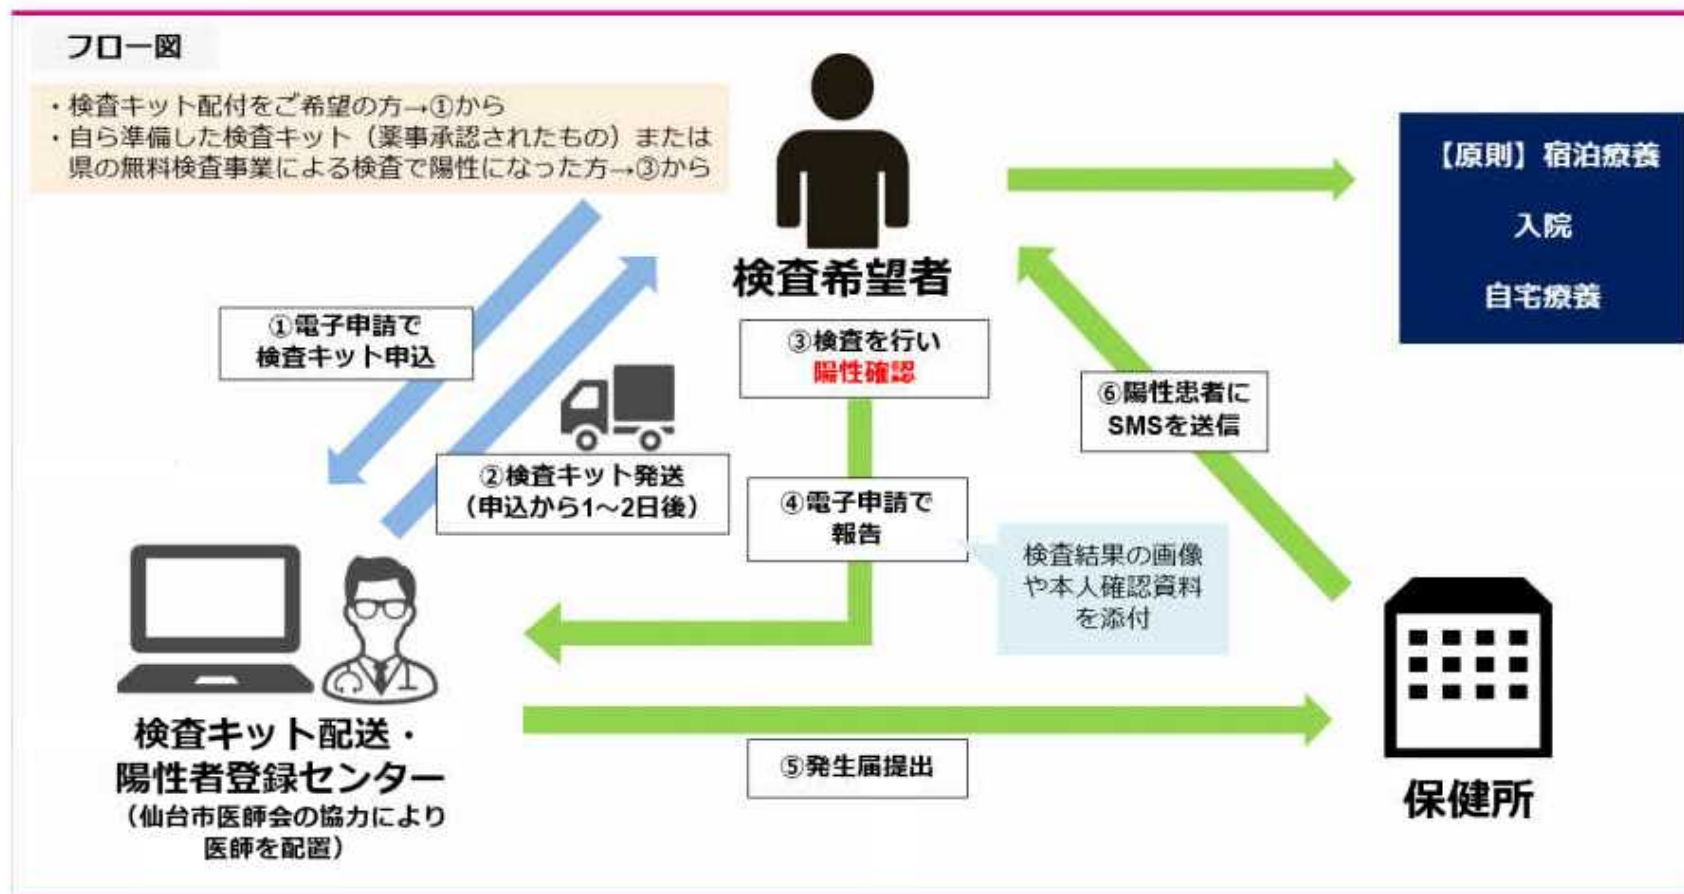 フロー図
・検査キット配付をご希望の方→①から
・自ら準備した検査キット（薬事承認されたもの）または
県の無料検査事業による検査で陽性になった方→③から
検査希望者
【原則】宿泊療養
入院
自宅療養
①電子申請で
検査キット申込
②検査キット発送
（申込から1～2日後）
③検査を行い
陽性確認
④電子申請で
報告
検査結果の画像
や本人確認資料
を添付
⑥陽性患者に
SMSを送信
検査キット配送・
陽性者登録センター
（仙台市医師会の協力により
医師を配置）
⑤発生届提出
保健所